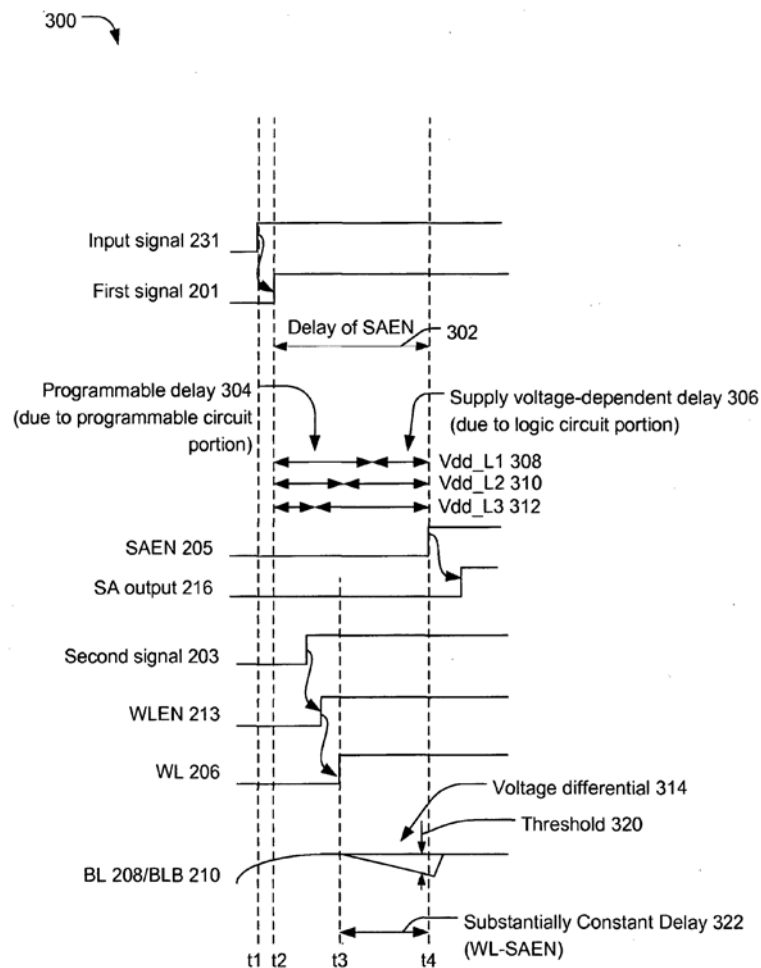 300
Input signal 231
First signal 201
Delay of SAEN
302
Programmable delay 304
(due to programmable circuit
portion)
Supply voltage-dependent delay 306
(due to logic circuit portion)
Vdd_L1 308
Vdd_L2 310
Vdd_L3 312
SAEN 205
SA output 216
Second signal 203
WLEN 213
WL 206
Voltage differential 314
Threshold 320
BL 208/BLB 210
Substantially Constant Delay 322
(WL-SAEN)
t1 t2 t3 t4